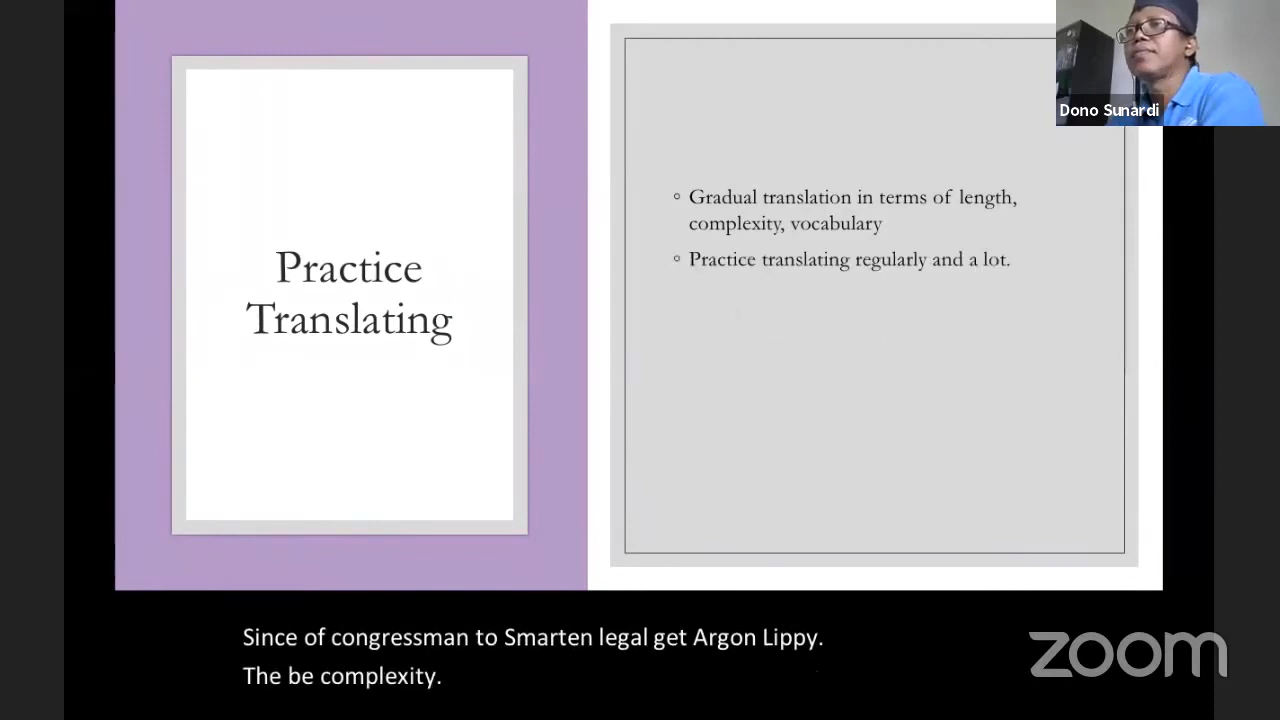 Practice
Translating
◦ Gradual translation in terms of length,
complexity, vocabulary
◦ Practice translating regularly and a lot.
Dono Sunardi
Since of congressman to Smarten legal get Argon Lippy.
The be complexity.
zoom